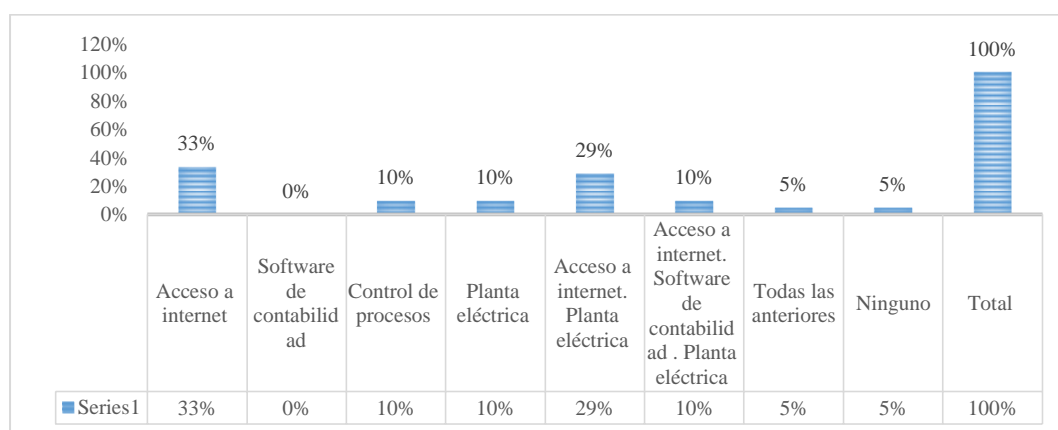 120%
100%
80%
60%
40%
20%
0%
33%
0%
10%
10%
29%
10%
5%
5%
100%
Acceso a
internet
Software
de
contabilid
ad
Control de
procesos
Planta
eléctrica
Acceso a
internet.
Planta
eléctrica
Acceso a
internet.
Software
de
contabilid
ad . Planta
eléctrica
Todas las
anteriores
Ninguno
Total
Series1 33% 0% 10% 10% 29% 10% 5% 5% 100%